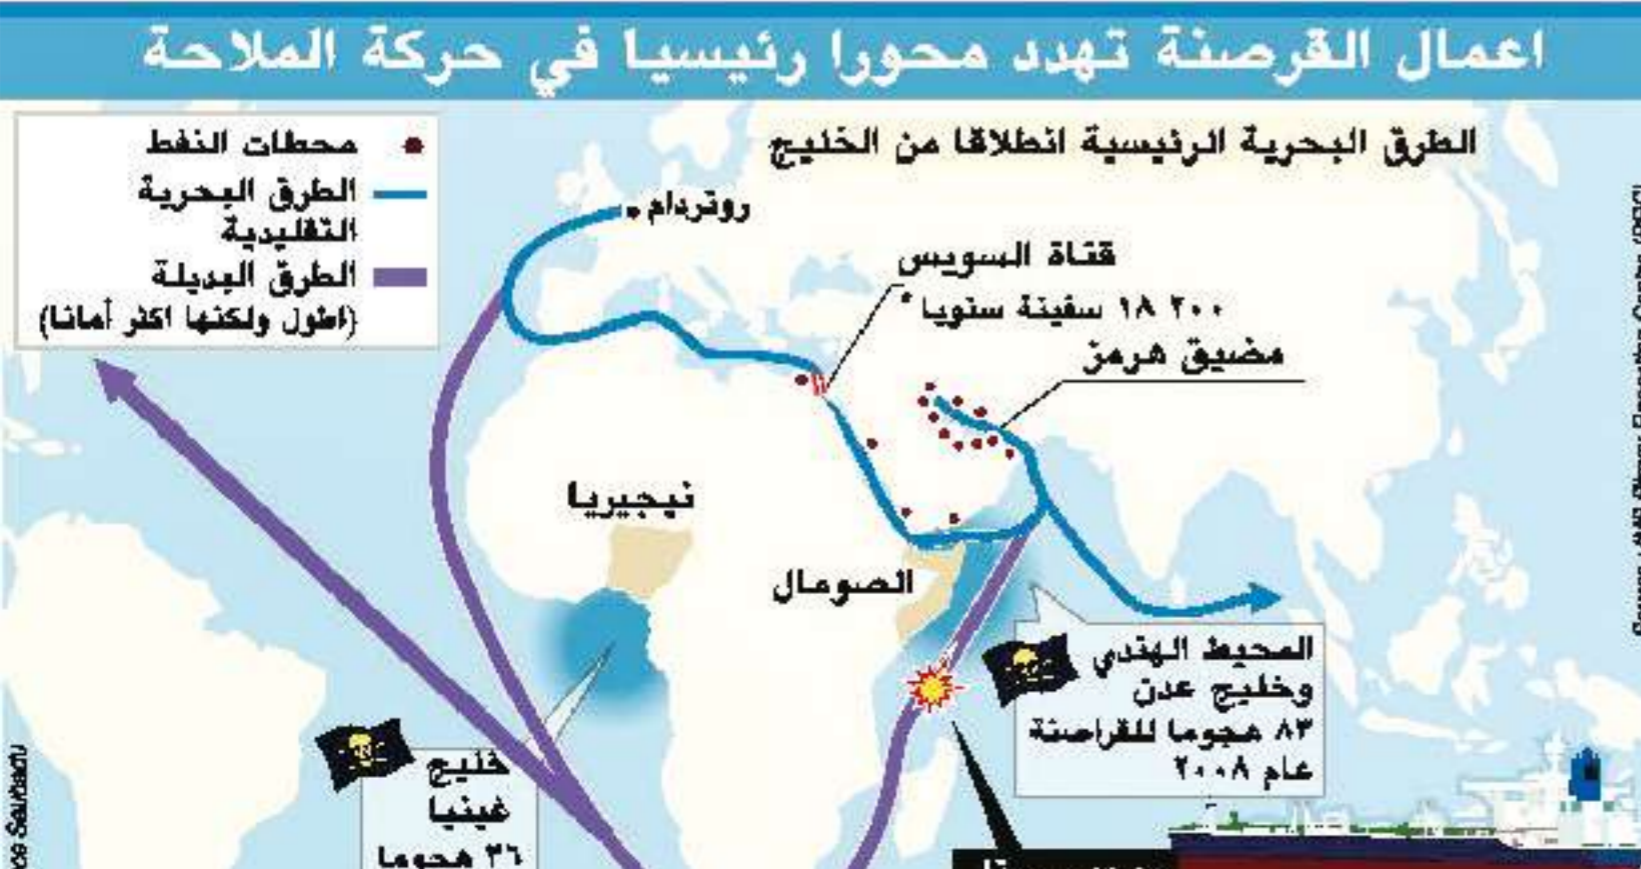 اعمال القرصنة تهدد محورا رئيسيا في حركة الملاحة
الطرق البحرية الرئيسية انطلاقا من الخليج
محطات النفط
الطرق البحرية
التقليدية
الطرق البديلة
(اطول ولكنها اكثر أمانا)
روتردام
قناة السويس
١٨ ٢٠٠ سفينة سنويا*
مضيق هرمز
نيجيريا
الصومال
المحيط الهندي
وخليج عدن
٨٣ هجوما للقراصنة
عام ٢٠٠٨
خليج
غينيا
٣٦ هجوما